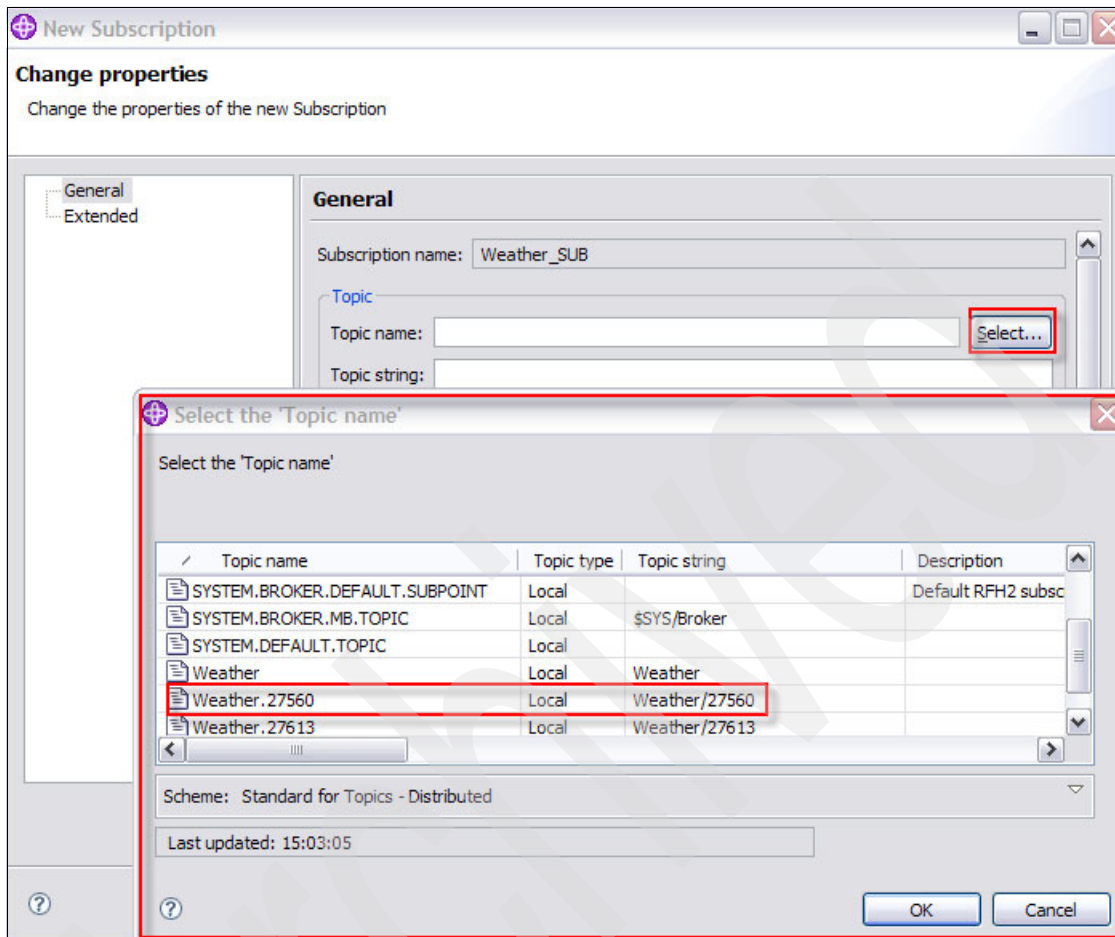 New Subscription
Change properties
Change the properties of the new Subscription
General
Extended
General
Subscription name: Weather_SUB
Topic
Topic name:
Select...
Topic string:
Select the 'Topic name'
Select the 'Topic name'
Topic name Topic type Topic string Description
SYSTEM.BROKER.DEFAULT.SUBPOINT Local Default RFH2 subsc
SYSTEM.BROKER.MB.TOPIC Local $SYS/Broker
SYSTEM.DEFAULT.TOPIC Local
Weather Local Weather
Weather.27560 Local Weather/27560
Weather.27613 Local Weather/27613
Scheme: Standard for Topics - Distributed
Last updated: 15:03:05
OK Cancel